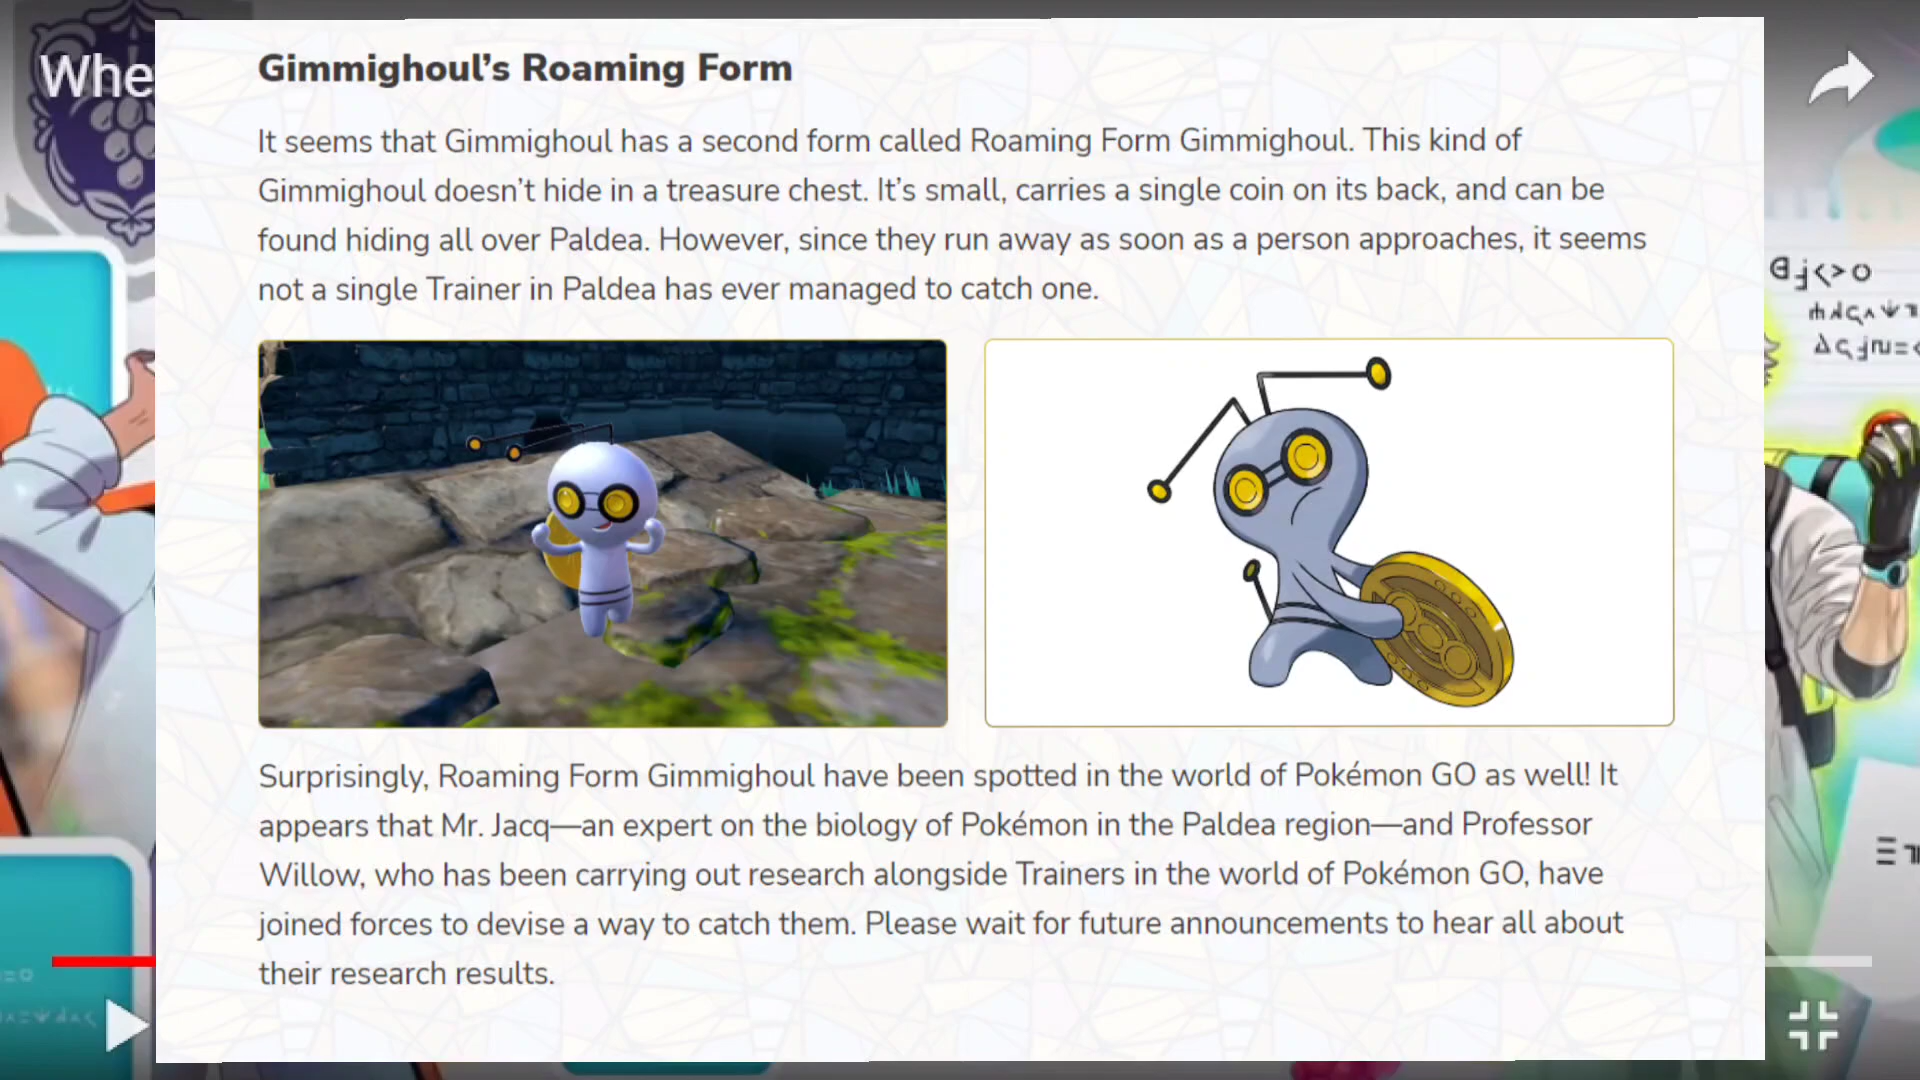 Whe
Gimmighoul's Roaming Form
It seems that Gimmighoul has a second form called Roaming Form Gimmighoul. This kind of
Gimmighoul doesn't hide in a treasure chest. It's small, carries a single coin on its back, and can be
found hiding all over Paldea. However, since they run away as soon as a person approaches, it seems
not a single Trainer in Paldea has ever managed to catch one.
Surprisingly, Roaming Form Gimmighoul have been spotted in the world of Pokémon GO as well! It
appears that Mr. Jacq—an expert on the biology of Pokémon in the Paldea region—and Professor
Willow, who has been carrying out research alongside Trainers in the world of Pokémon GO, have
joined forces to devise a way to catch them. Please wait for future announcements to hear all about
their research results.